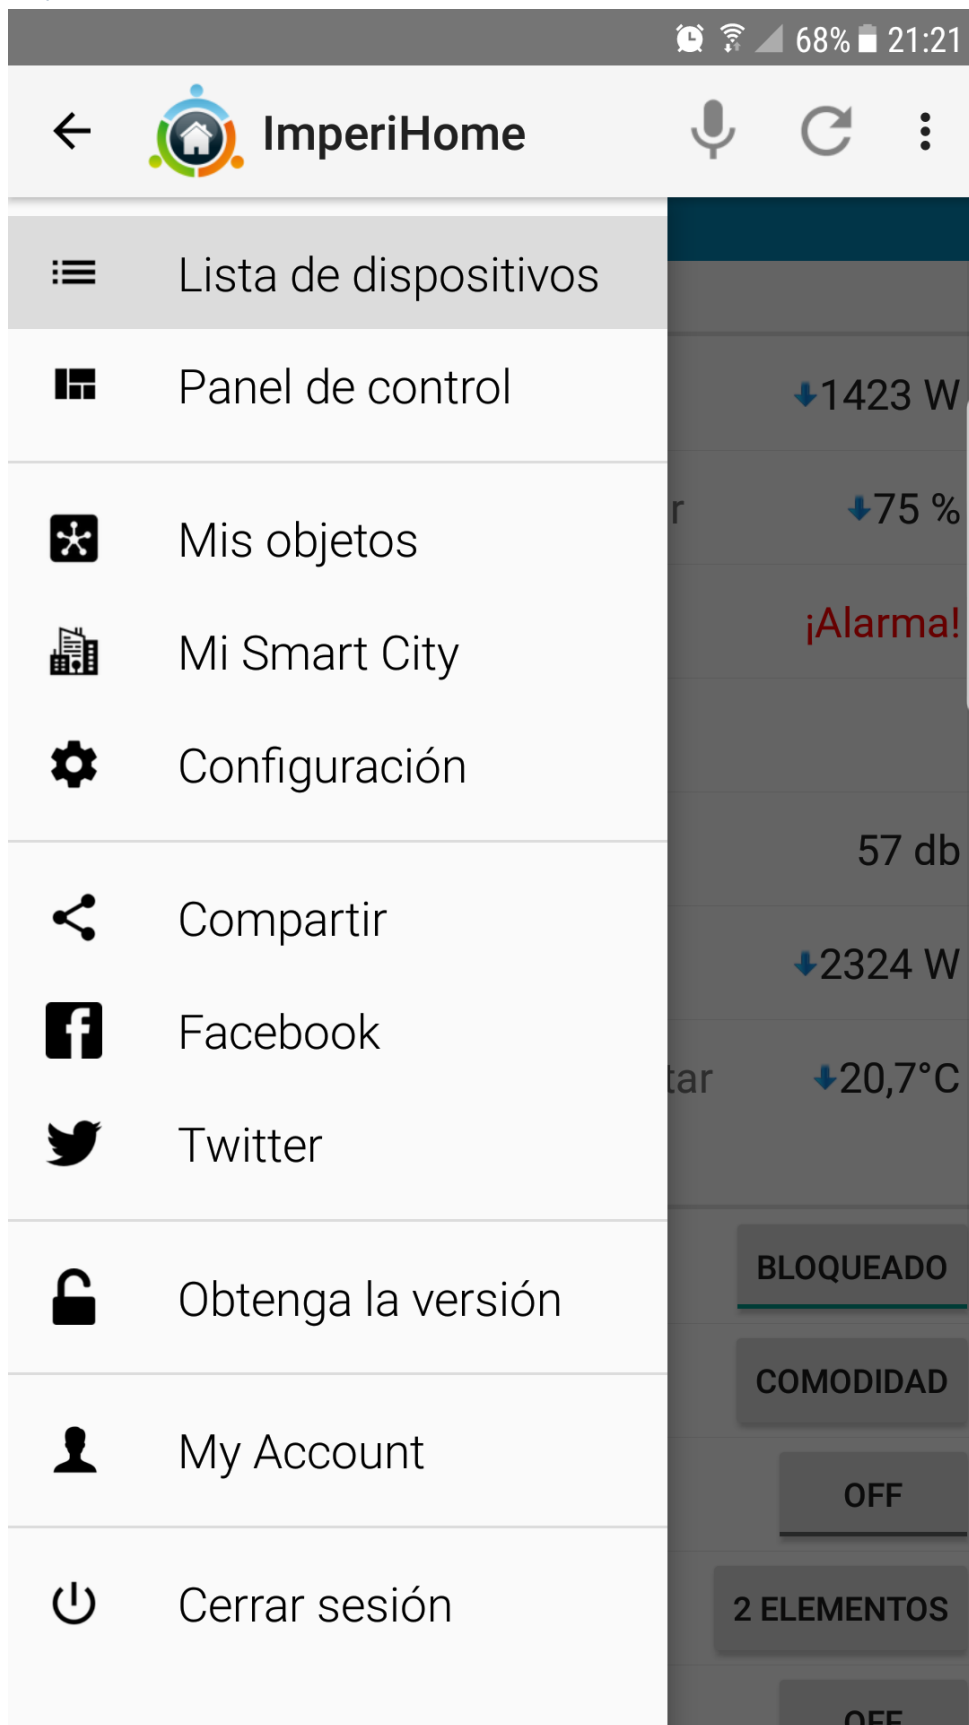 68% 21:21
ImperiHome
Lista de dispositivos
Panel de control
1423 W
r 75 %
Mis objetos
¡Alarma!
Mi Smart City
Configuración
57 db
Compartir
2324 W
Facebook
tar 20,7°C
Twitter
BLOQUEADO
Obtenga la versión
COMODIDAD
My Account
OFF
Cerrar sesión
2 ELEMENTOS
OFF